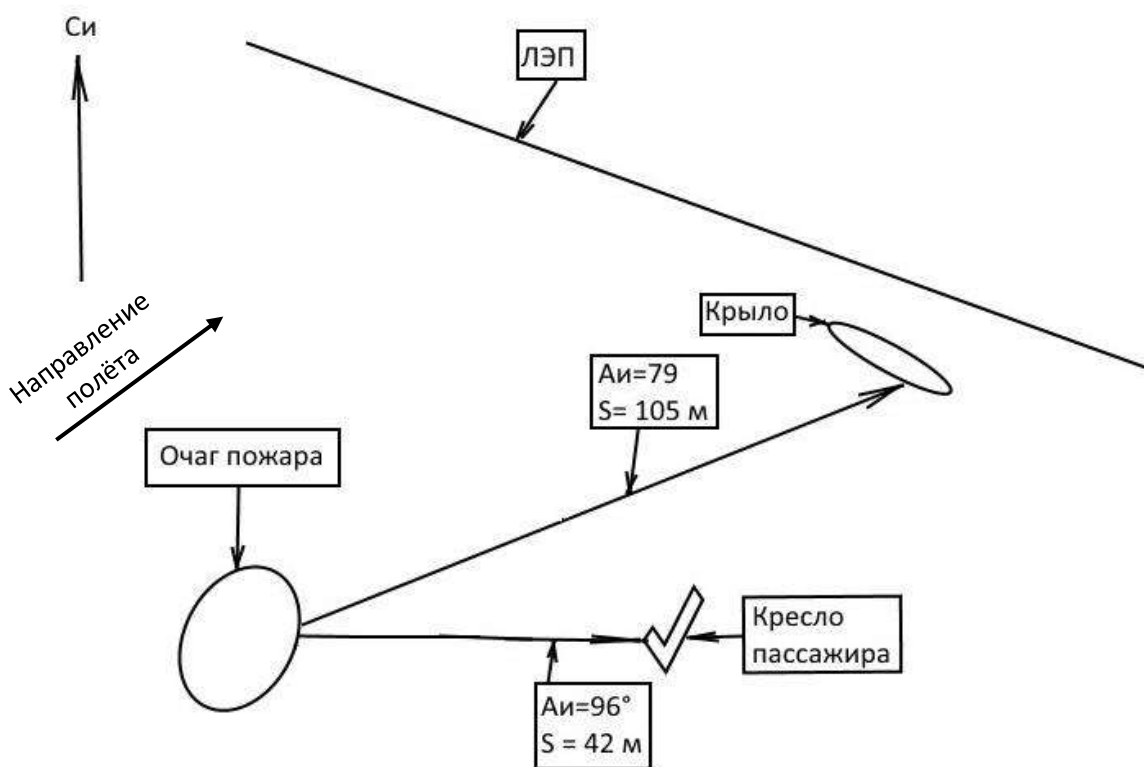 Си
ЛЭП
Направление
полёта
Крыло
Аи=79
S= 105 м
Очаг пожара
Кресло
пассажира
Аи=96°
S = 42 м